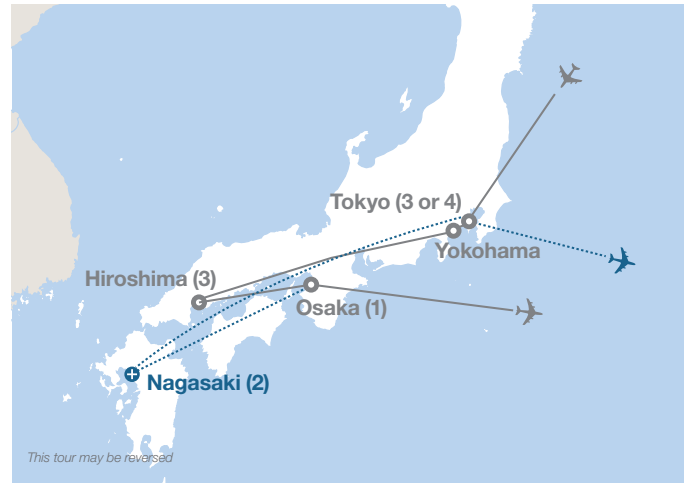 Tokyo (3 or 4)
Yokohama
Hiroshima (3)
Osaka (1)
Nagasaki (2)
This tour may be reversed